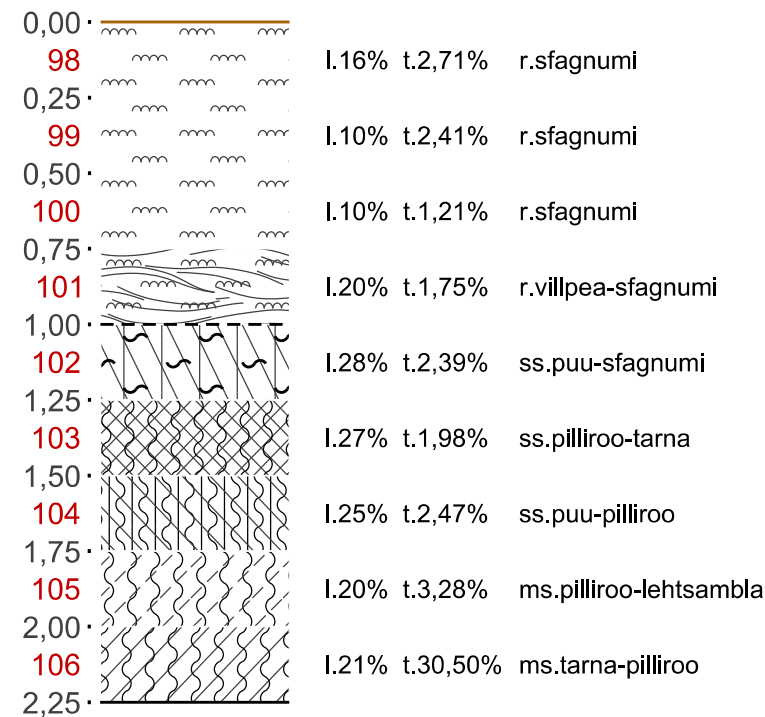 0,00
98 l.16% t.2,71% r.sfagnumi
0,25
99 l.10% t.2,41% r.sfagnumi
0,50
100 l.10% t.1,21% r.sfagnumi
0,75
101 l.20% t.1,75% r.villpea-sfagnumi
1,00
102 l.28% t.2,39% ss.puu-sfagnumi
1,25
103 l.27% t.1,98% ss.pilliroo-tarna
1,50
104 l.25% t.2,47% ss.puu-pilliroo
1,75
105 l.20% t.3,28% ms.pilliroo-lehtsambla
2,00
106 l.21% t.30,50% ms.tarna-pilliroo
2,25